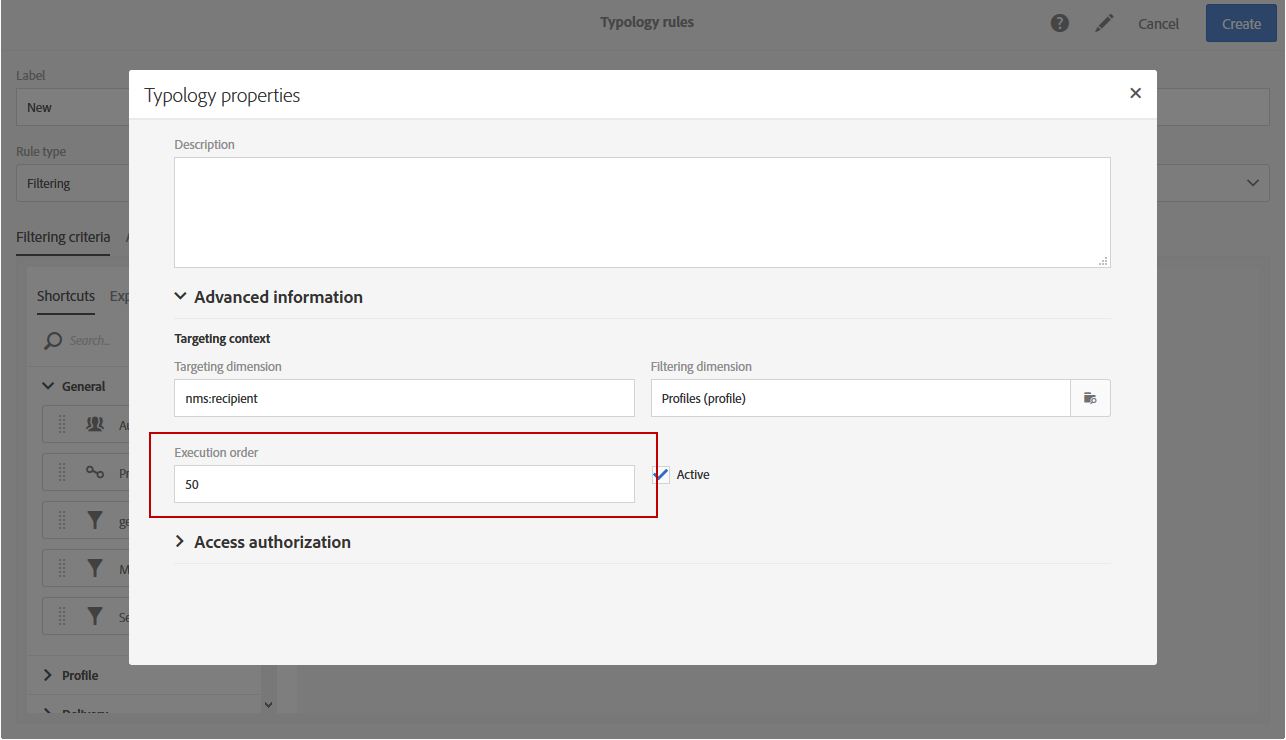 Typology rules
?
Cancel
Create
Label
New
Rule type
Filtering
Filtering criteria
Shortcuts
Search...
General
Profile
Typology properties
Description
Advanced information
Targeting context
Targeting dimension
Filtering dimension
nms:recipient
Profiles (profile)
Execution order
50
Active
Access authorization